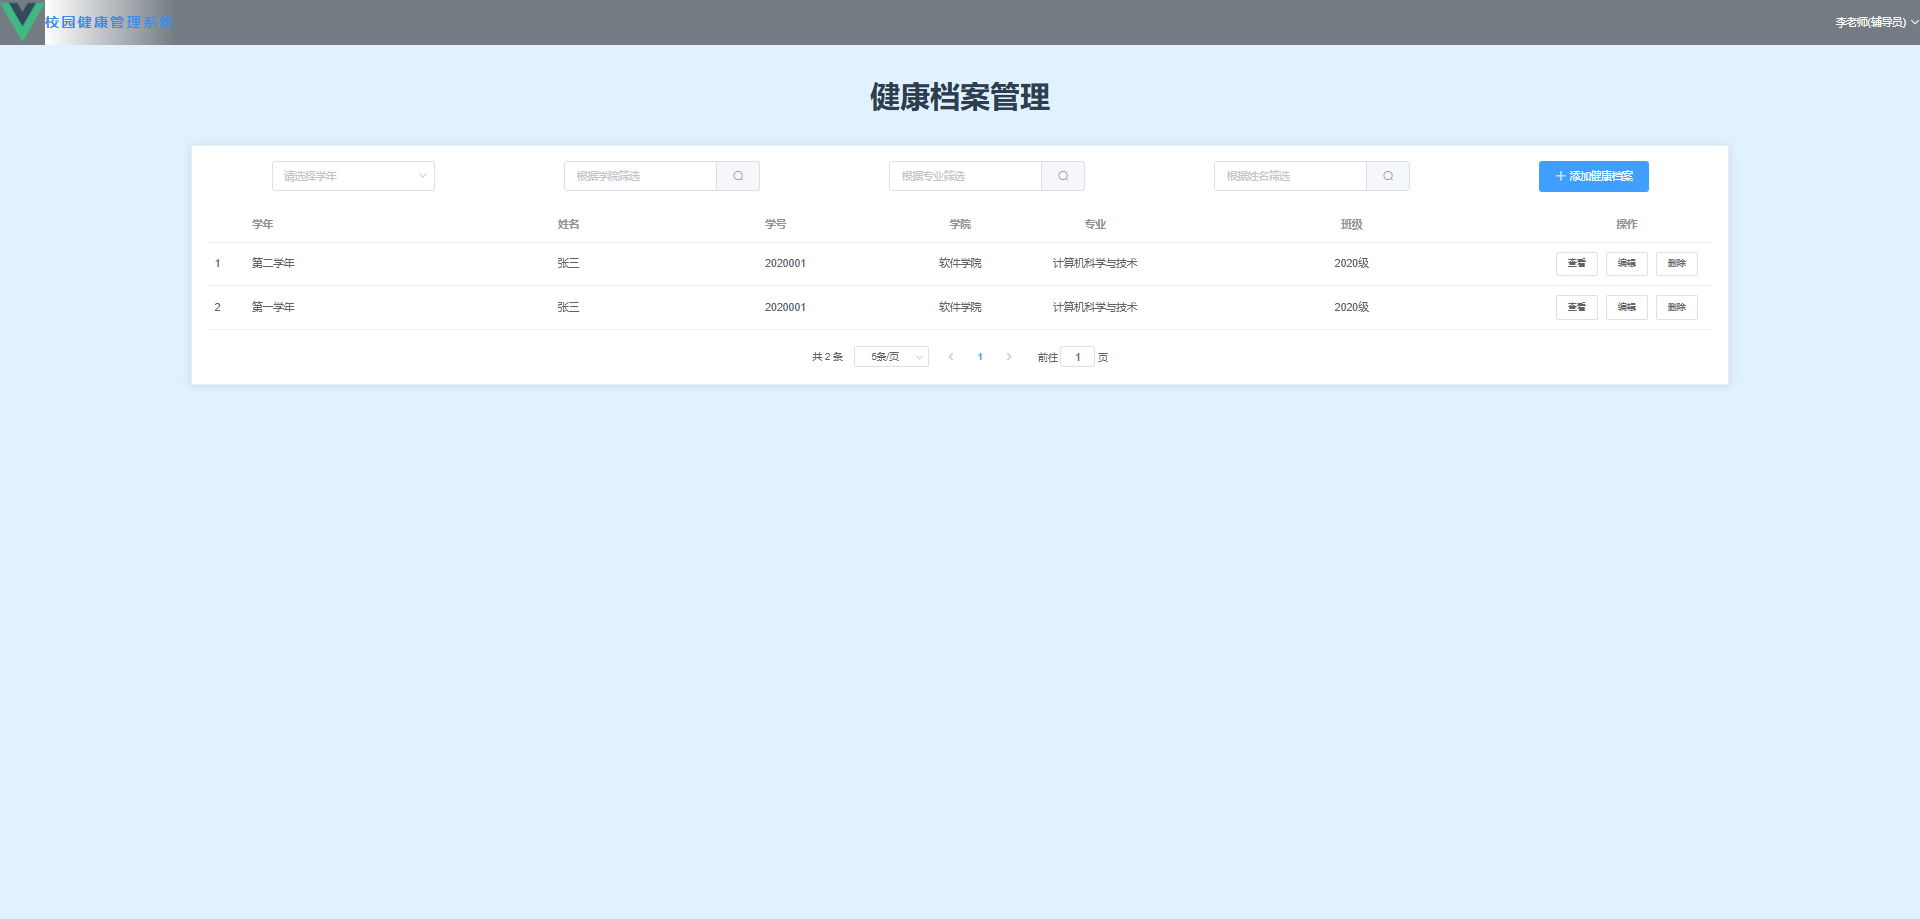 校园健康管理系统
李老师(辅导员)
健康档案管理
请选择学年
根据学院筛选
根据专业筛选
根据姓名筛选
添加健康档案
学年 姓名 学号 学院 专业 班级 操作
1 第二学年 张三 2020001 软件学院 计算机科学与技术 2020级 查看 编辑 删除
2 第一学年 张三 2020001 软件学院 计算机科学与技术 2020级 查看 编辑 删除
共 2 条 5条/页 1 前往 1 页